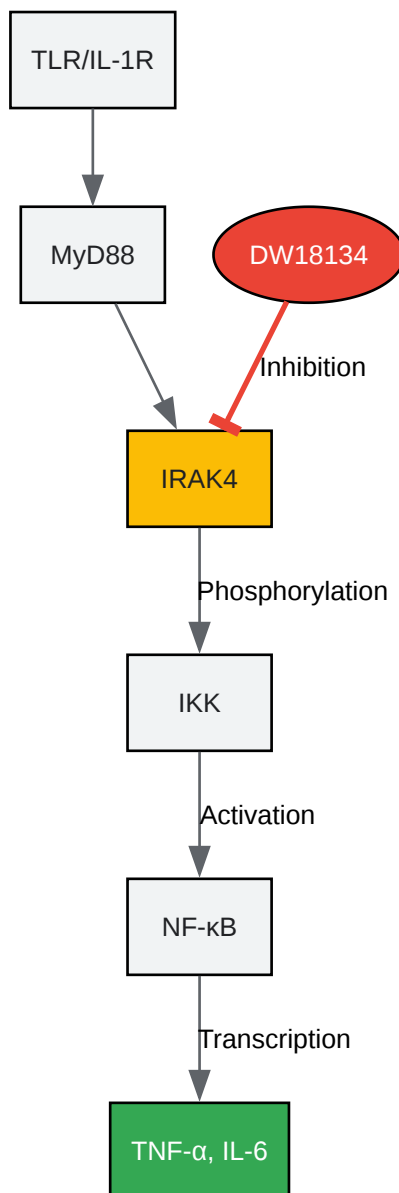 TLR/IL-1R
MyD88
DW18134
Inhibition
IRAK4
Phosphorylation
IKK
Activation
NF-κB
Transcription
TNF-α, IL-6